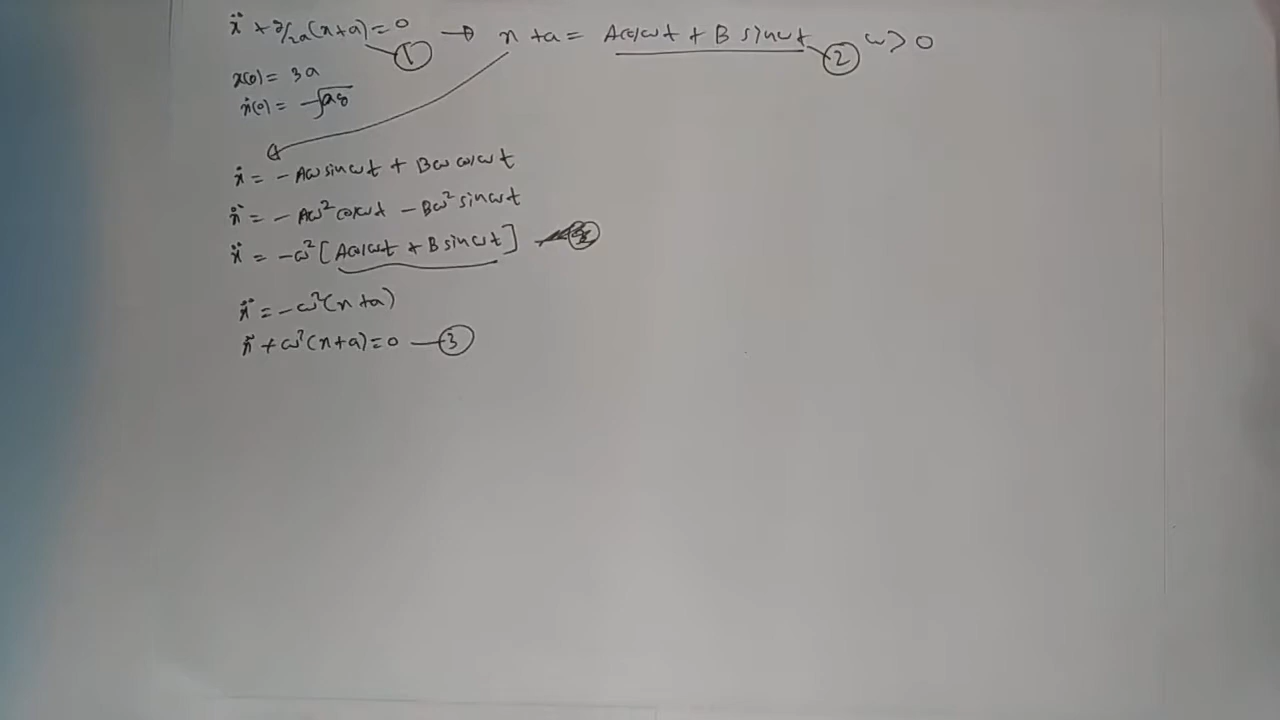 ẍ + g/2a (x+a) = 0 → x + a = A cos ωt + B sin ωt ω > 0
① ②
x(0) = 3a
ẋ(0) = -√ag
ẋ = - Aω sin ωt + Bω cos ωt
ẍ = - Aω² cos ωt - Bω² sin ωt
ẍ = -ω² [A cos ωt + B sin ωt]
ẍ = -ω² (x+a)
ẍ + ω² (x+a) = 0 — ③